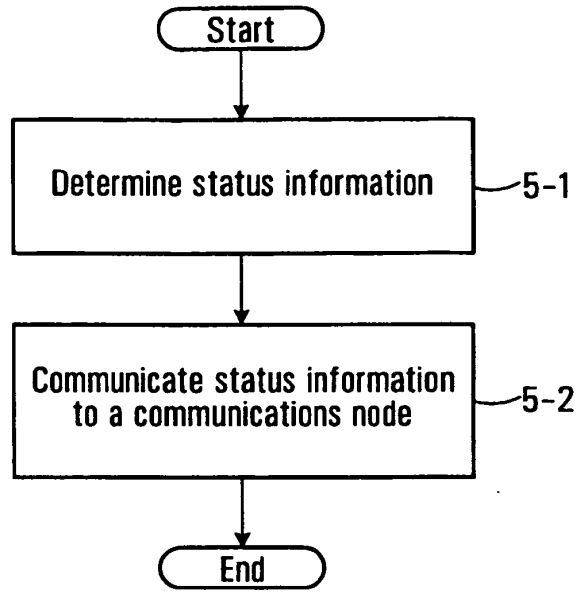 Start
Determine status information
5-1
Communicate status information
to a communications node
5-2
End